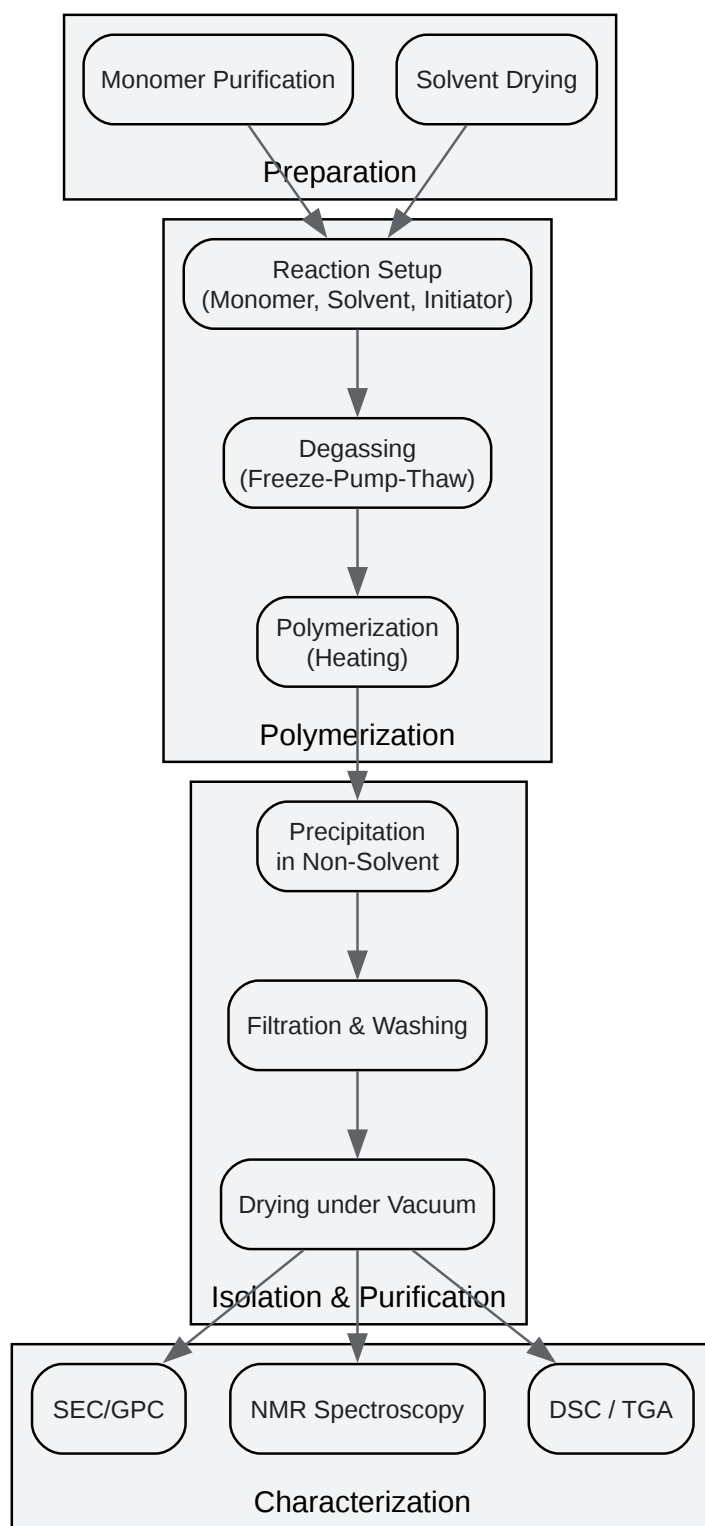 Monomer Purification
Solvent Drying
Preparation
Reaction Setup
(Monomer, Solvent, Initiator)
Degassing
(Freeze-Pump-Thaw)
Polymerization
(Heating)
Polymerization
Precipitation
in Non-Solvent
Filtration & Washing
Drying under Vacuum
Isolation & Purification
SEC/GPC
NMR Spectroscopy
DSC / TGA
Characterization